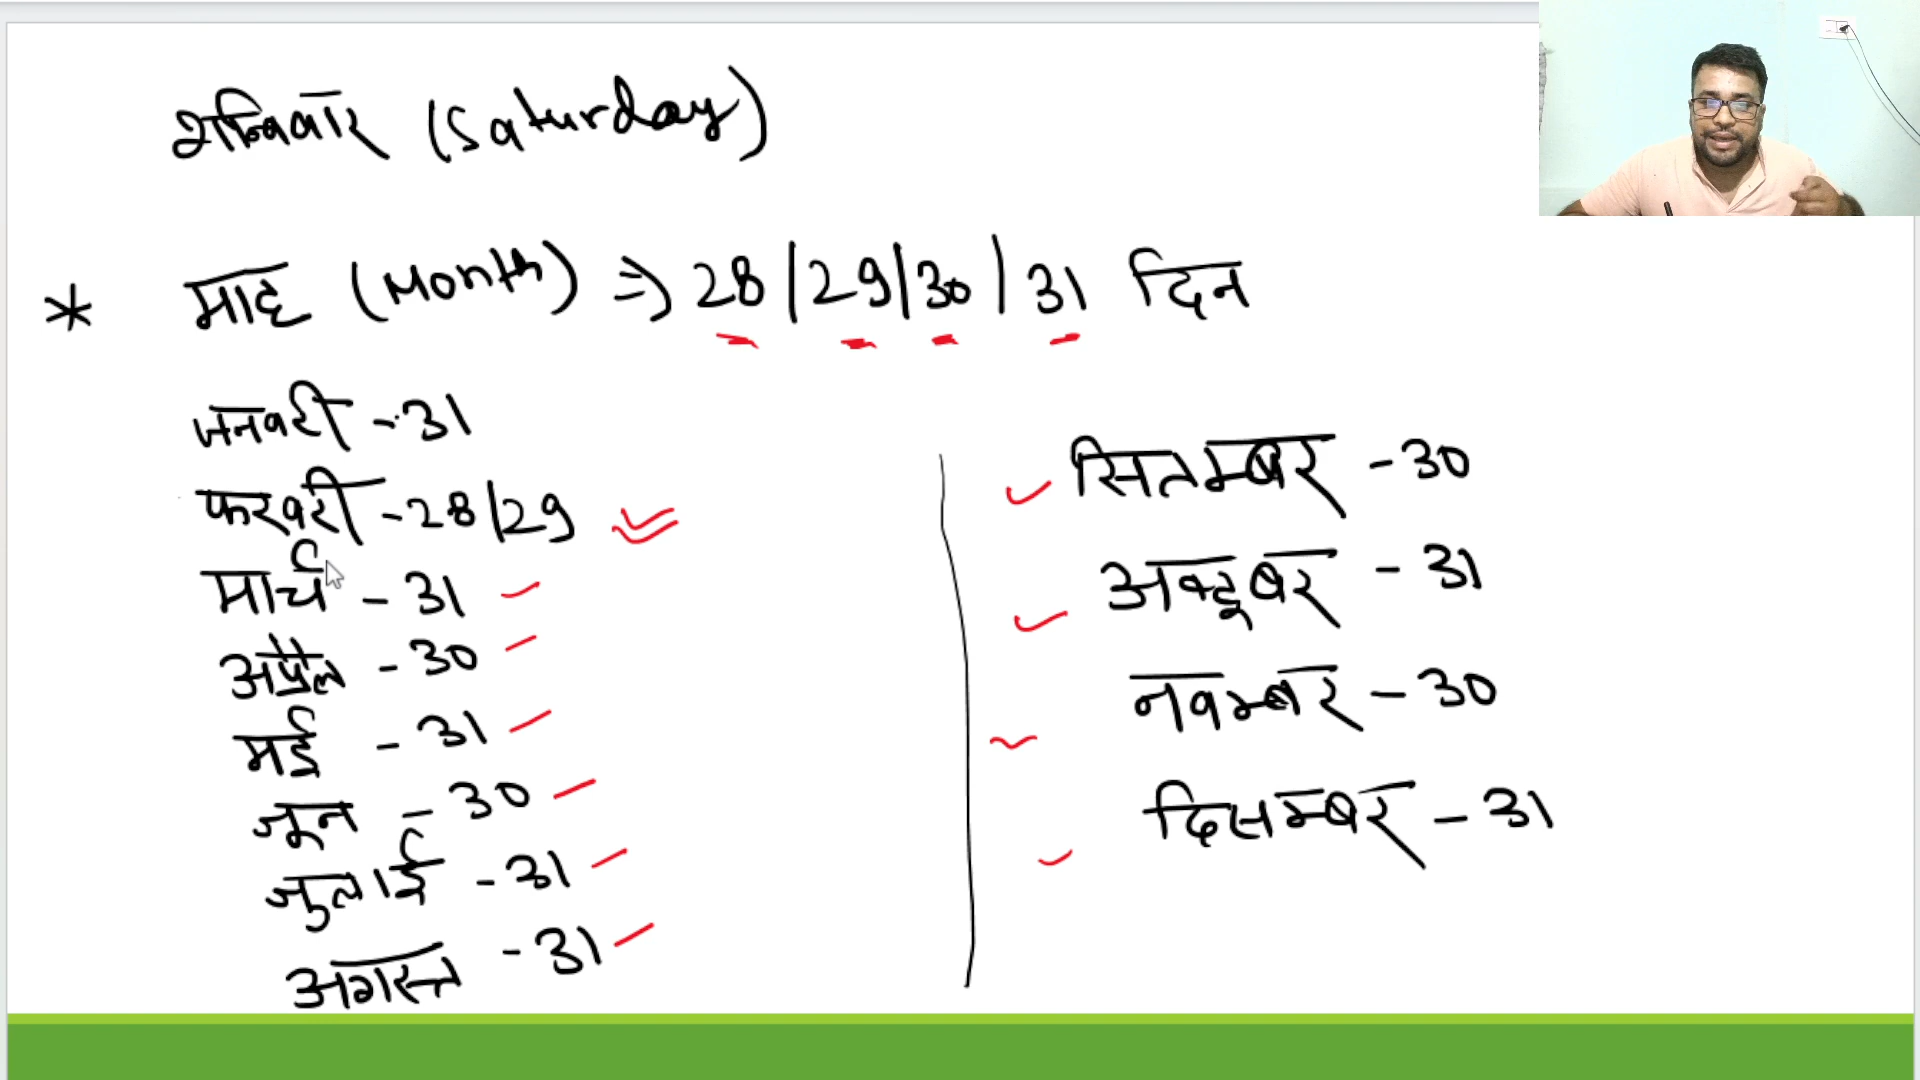 शनिवार (Saturday)
* माह (Month) ⇒ 28/29/30/31 दिन
जनवरी - 31
फरवरी - 28/29
मार्च - 31
अप्रैल - 30
मई - 31
जून - 30
जुलाई - 31
अगस्त - 31
सितम्बर - 30
अक्टूबर - 31
नवम्बर - 30
दिसम्बर - 31